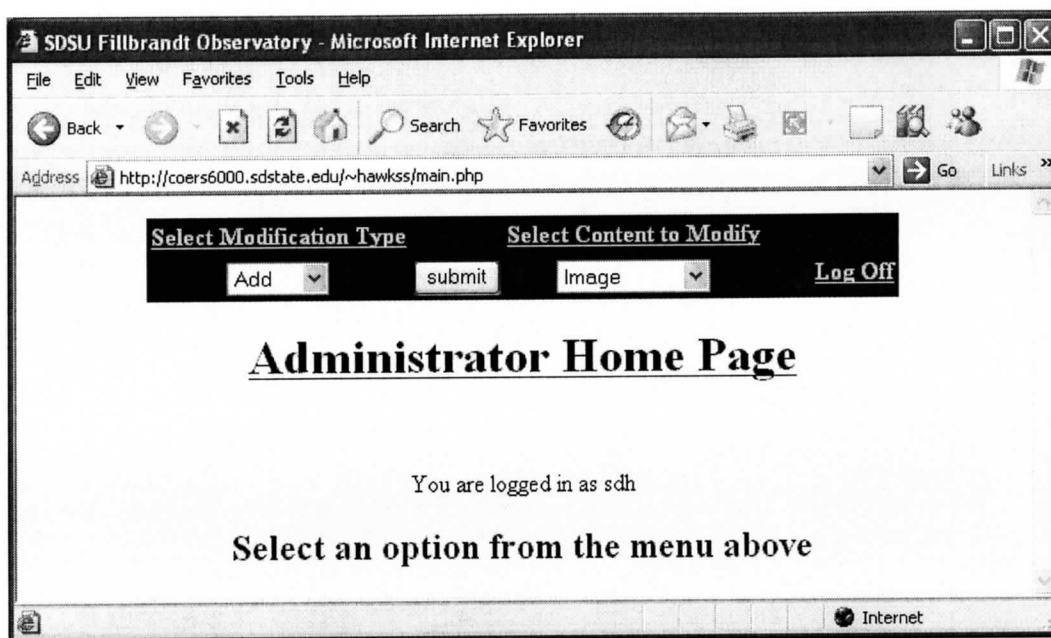 SDSU Fillbrandt Observatory - Microsoft Internet Explorer
File Edit View Favorites Tools Help
Back Search Favorites
Address http://coers6000.sdstate.edu/~hawkss/main.php Go Links »
Select Modification Type Select Content to Modify
Add submit Image Log Off
Administrator Home Page
You are logged in as sdh
Select an option from the menu above
Internet